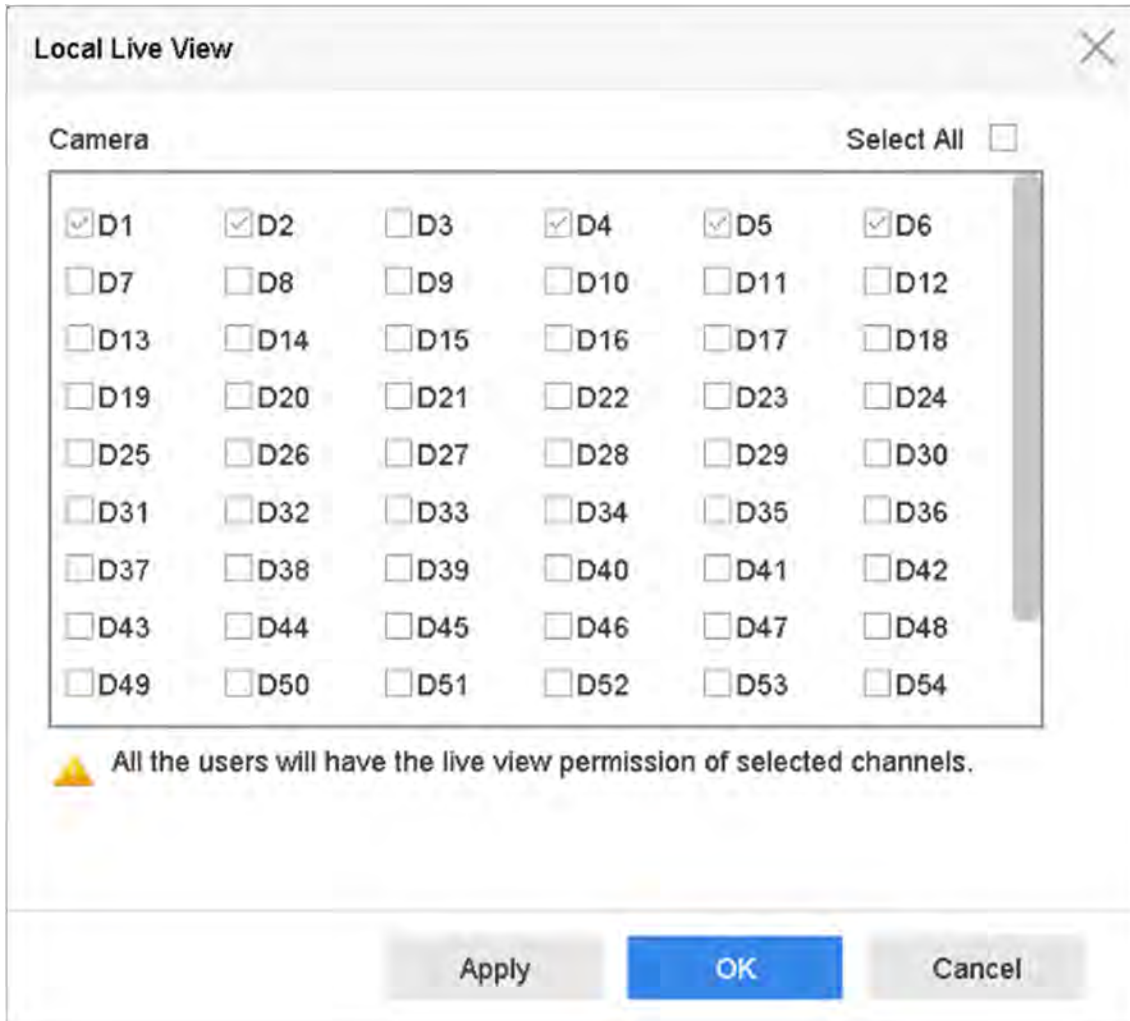 Local Live View
Camera Select All
D1 D2 D3 D4 D5 D6
D7 D8 D9 D10 D11 D12
D13 D14 D15 D16 D17 D18
D19 D20 D21 D22 D23 D24
D25 D26 D27 D28 D29 D30
D31 D32 D33 D34 D35 D36
D37 D38 D39 D40 D41 D42
D43 D44 D45 D46 D47 D48
D49 D50 D51 D52 D53 D54
All the users will have the live view permission of selected channels.
Apply OK Cancel